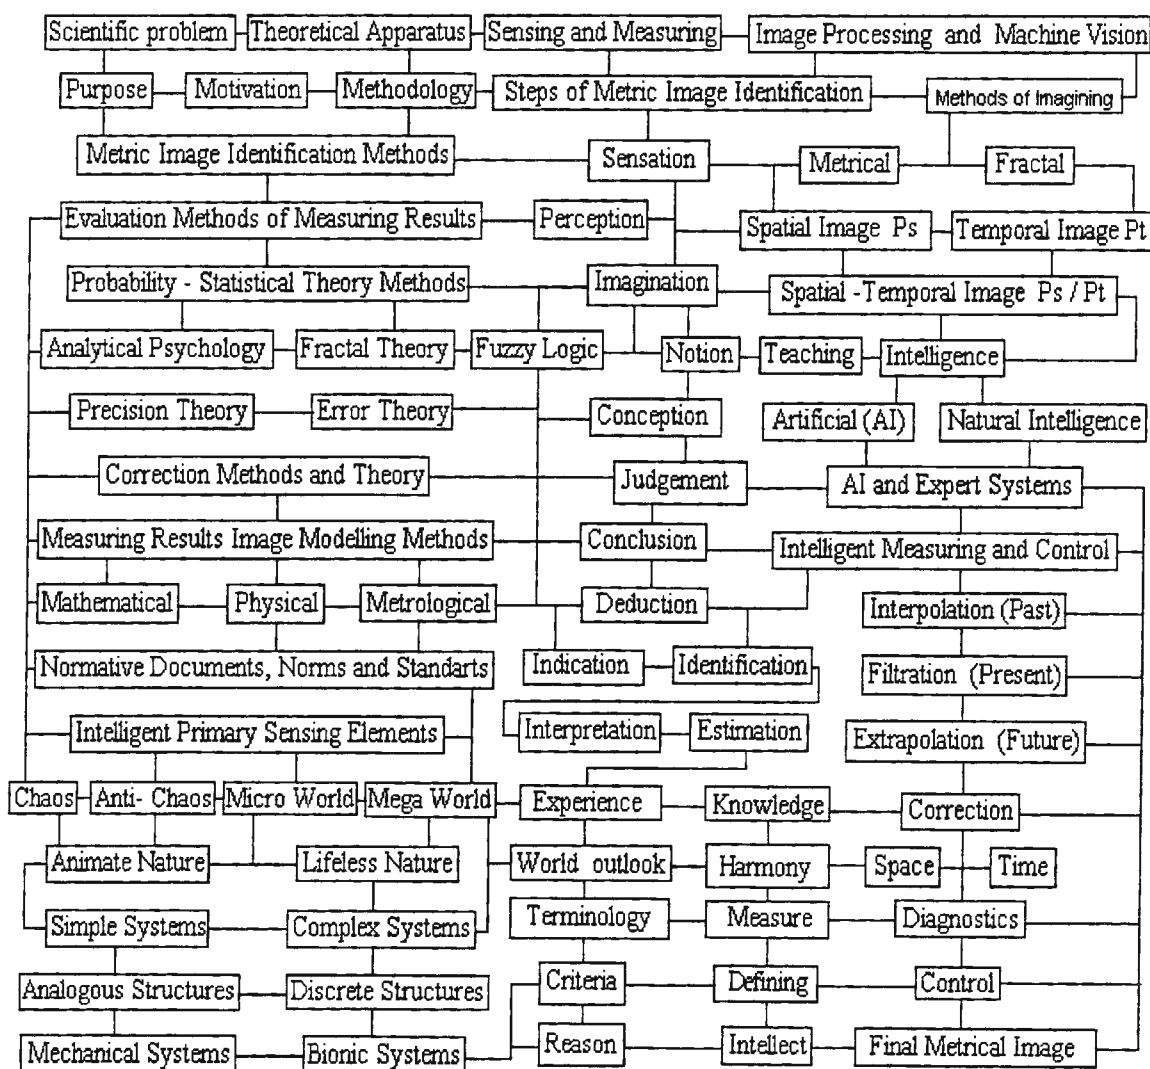 Scientific problem Theoretical Apparatus Sensing and Measuring Image Processing and Machine Vision
Purpose Motivation Methodology Steps of Metric Image Identification Methods of Imagining
Metric Image Identification Methods Sensation Metrical Fractal
Evaluation Methods of Measuring Results Perception Spatial Image Ps Temporal Image Pt
Probability - Statistical Theory Methods Imagination Spatial -Temporal Image Ps / Pt
Analytical Psychology Fractal Theory Fuzzy Logic Notion Teaching Intelligence
Precision Theory Error Theory Conception Artificial (AI) Natural Intelligence
Correction Methods and Theory Judgement AI and Expert Systems
Measuring Results Image Modelling Methods Conclusion Intelligent Measuring and Control
Mathematical Physical Metrological Deduction Interpolation (Past)
Normative Documents, Norms and Standarts Indication Identification Filtration (Present)
Intelligent Primary Sensing Elements Interpretation Estimation Extrapolation (Future)
Chaos Anti- Chaos Micro World Mega World Experience Knowledge Correction
Animate Nature Lifeless Nature World outlook Harmony Space Time
Simple Systems Complex Systems Terminology Measure Diagnostics
Analogous Structures Discrete Structures Criteria Defining Control
Mechanical Systems Bionic Systems Reason Intellect Final Metrical Image